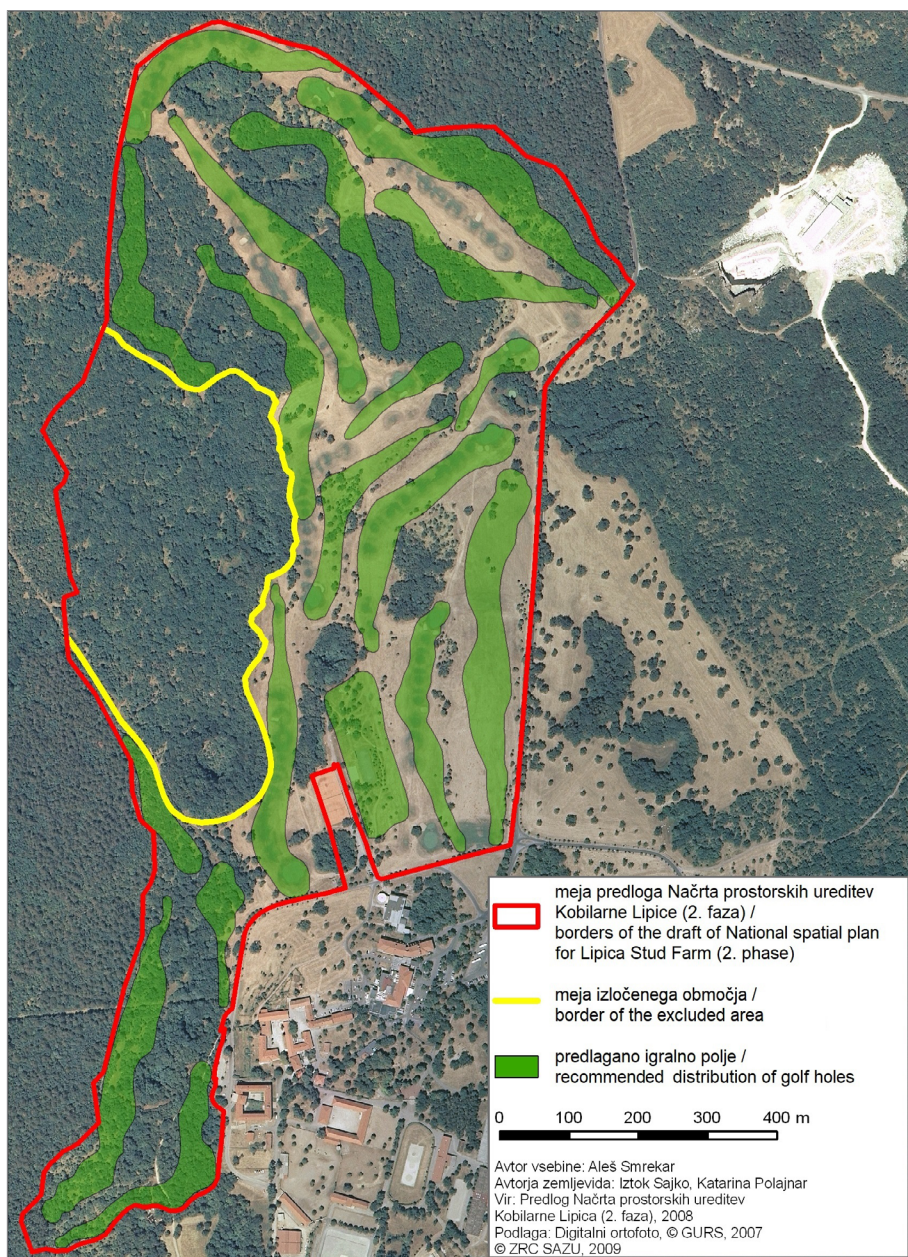 meja predloga Načrta prostorskih ureditev
Kobilarne Lipice (2. faza) /
borders of the draft of National spatial plan
for Lipica Stud Farm (2. phase)
meja izločenega območja /
border of the excluded area
predlagano igralno polje /
recommended distribution of golf holes
0 100 200 300 400 m
Avtor vsebine: Aleš Smrekar
Avtorja zemljevida: Iztok Sajko, Katarina Polajnar
Vir: Predlog Načrta prostorskih ureditev
Kobilarne Lipica (2. faza), 2008
Podlaga: Digitalni ortofoto, © GURS, 2007
© ZRC SAZU, 2009